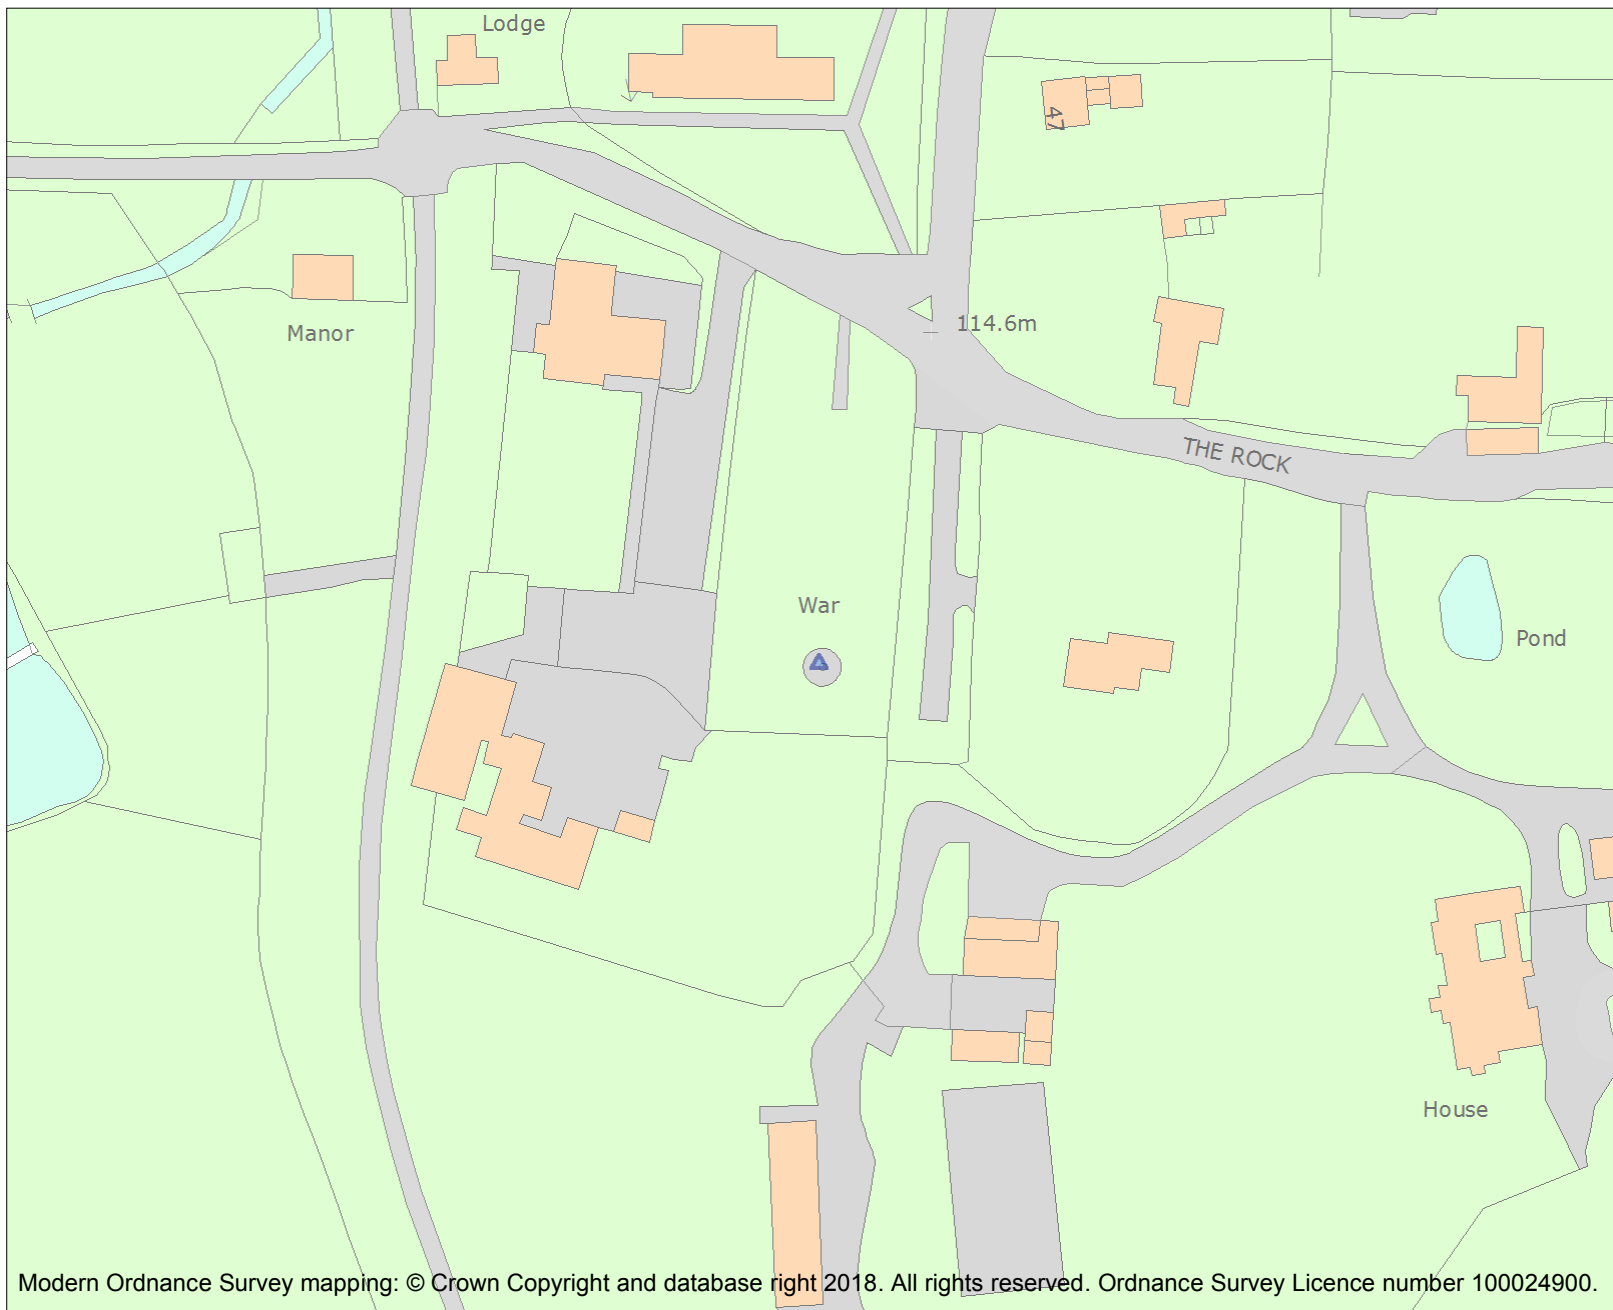 Lodge
47
114.6m
Manor
THE ROCK
War
Pond
House
Modern Ordnance Survey mapping: © Crown Copyright and database right 2018. All rights reserved. Ordnance Survey Licence number 100024900.